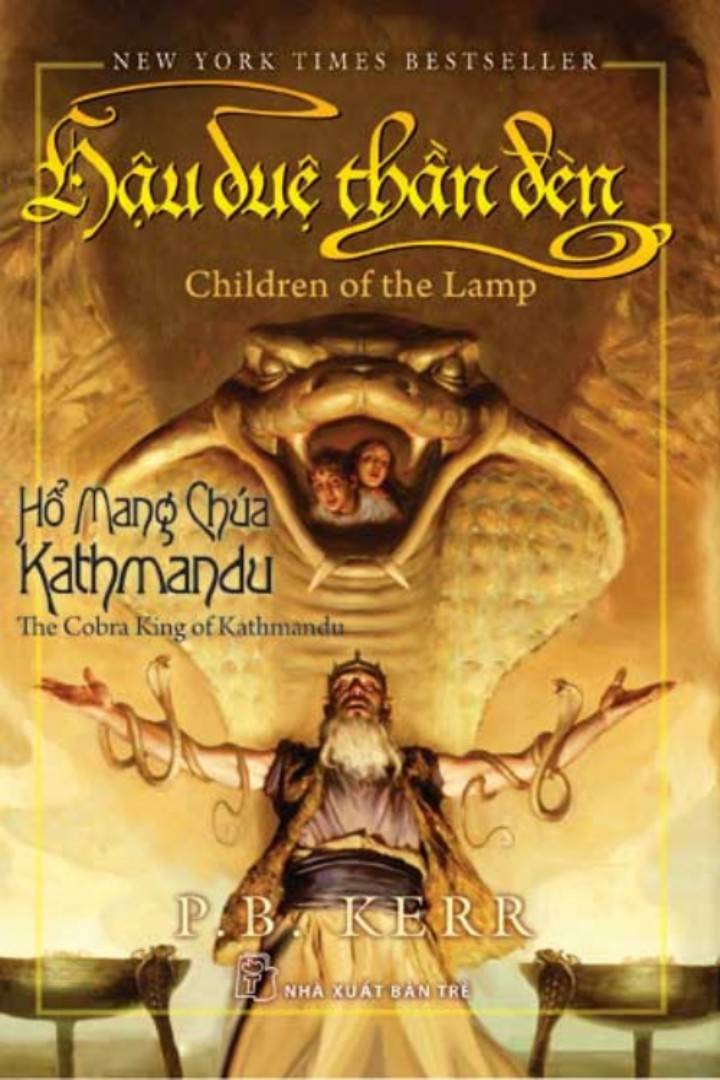 NEW YORK TIMES BESTSELLER
Hậu duệ thần đèn
Children of the Lamp
Hổ Mang Chúa
Kathmandu
The Cobra King of Kathmandu
P.B. KERR
NHÀ XUẤT BẢN TRẺ